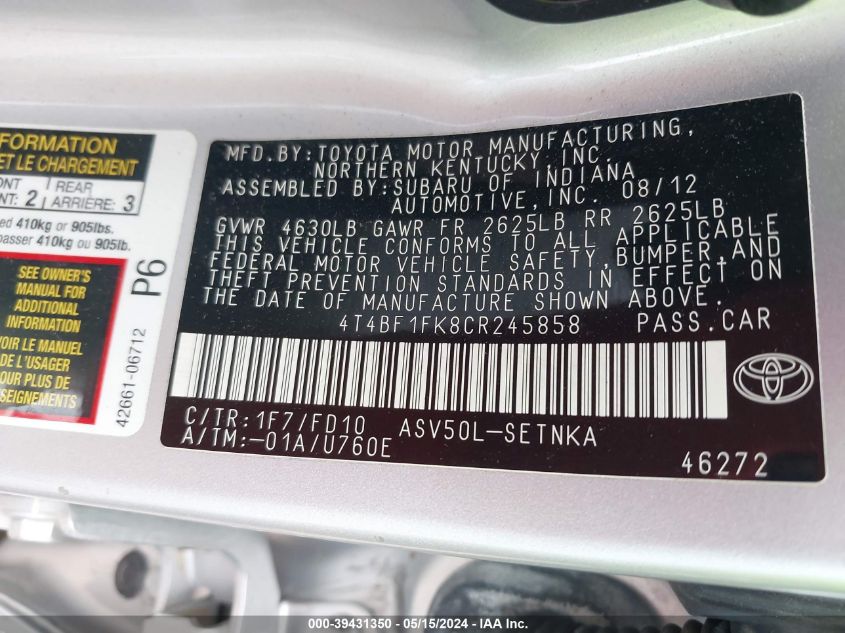 FORMATION
ET LE CHARGEMENT
ONT
NT: 2
REAR
ARRIÈRE: 3
ed 410kg or 905lbs.
passer 410kg ou 905lb.
SEE OWNER'S
MANUAL FOR
ADDITIONAL
INFORMATION
VOIR LE MANUEL
DE L'USAGER
POUR PLUS DE
SEIGNEMENTS
P6
42661-06712
MFD.BY:TOYOTA MOTOR MANUFACTURING,
NORTHERN KENTUCKY, INC.
ASSEMBLED BY:SUBARU OF INDIANA
AUTOMOTIVE, INC. 08/12
GVWR 4630LB GAWR FR 2625LB RR 2625LB
THIS VEHICLE CONFORMS TO ALL APPLICABLE
FEDERAL MOTOR VEHICLE SAFETY, BUMPER, AND
THEFT PREVENTION STANDARDS IN EFFECT ON
THE DATE OF MANUFACTURE SHOWN ABOVE.
4T4BF1FK8CR245858 PASS.CAR
C/TR:1F7/FD10 ASV50L-SETNKA
A/TM:-01A/U760E
46272
000-39431350 - 05/15/2024 - IAA Inc.